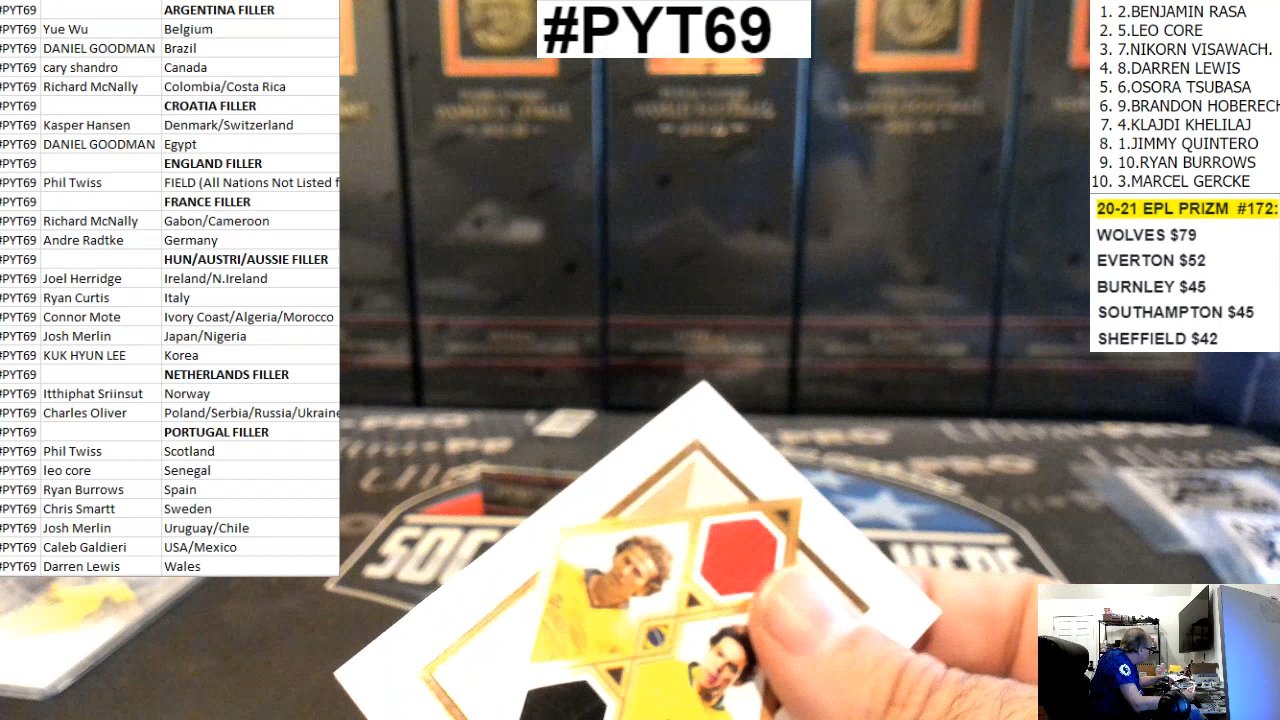 #PYT69 ARGENTINA FILLER
#PYT69 Yue Wu Belgium
#PYT69 DANIEL GOODMAN Brazil
#PYT69 cary shandro Canada
#PYT69 Richard McNally Colombia/Costa Rica
#PYT69 CROATIA FILLER
#PYT69 Kasper Hansen Denmark/Switzerland
#PYT69 DANIEL GOODMAN Egypt
#PYT69 ENGLAND FILLER
#PYT69 Phil Twiss FIELD (All Nations Not Listed f
#PYT69 FRANCE FILLER
#PYT69 Richard McNally Gabon/Cameroon
#PYT69 Andre Radtke Germany
#PYT69 HUN/AUSTRI/AUSSIE FILLER
#PYT69 Joel Herridge Ireland/N.Ireland
#PYT69 Ryan Curtis Italy
#PYT69 Connor Mote Ivory Coast/Algeria/Morocco
#PYT69 Josh Merlin Japan/Nigeria
#PYT69 KUK HYUN LEE Korea
#PYT69 NETHERLANDS FILLER
#PYT69 Itthiphat Sriinsut Norway
#PYT69 Charles Oliver Poland/Serbia/Russia/Ukraine
#PYT69 PORTUGAL FILLER
#PYT69 Phil Twiss Scotland
#PYT69 leo core Senegal
#PYT69 Ryan Burrows Spain
#PYT69 Chris Smartt Sweden
#PYT69 Josh Merlin Uruguay/Chile
#PYT69 Caleb Galdieri USA/Mexico
#PYT69 Darren Lewis Wales
#PYT69
1. 2.BENJAMIN RASA
2. 5.LEO CORE
3. 7.NIKORN VISAWACH.
4. 8.DARREN LEWIS
5. 6.OSORA TSUBASA
6. 9.BRANDON HOBERECH
7. 4.KLAJDI KHELILAJ
8. 1.JIMMY QUINTERO
9. 10.RYAN BURROWS
10. 3.MARCEL GERCKE
20-21 EPL PRIZM #172:
WOLVES $79
EVERTON $52
BURNLEY $45
SOUTHAMPTON $45
SHEFFIELD $42